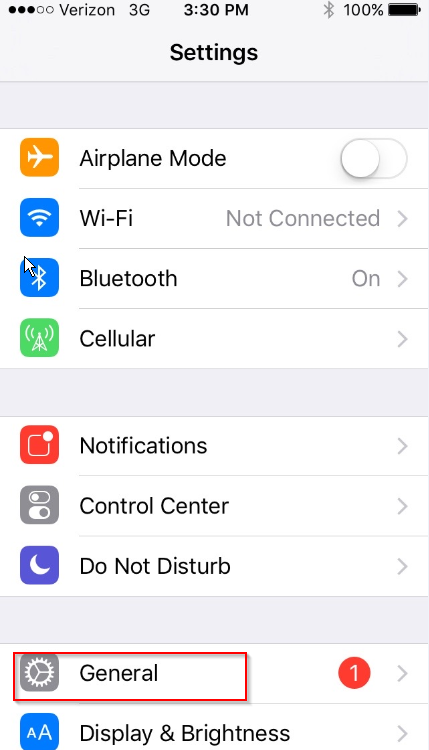 Verizon 3G 3:30 PM 100%
Settings
Airplane Mode
Wi-Fi Not Connected
Bluetooth On
Cellular
Notifications
Control Center
Do Not Disturb
General 1
AA Display & Brightness